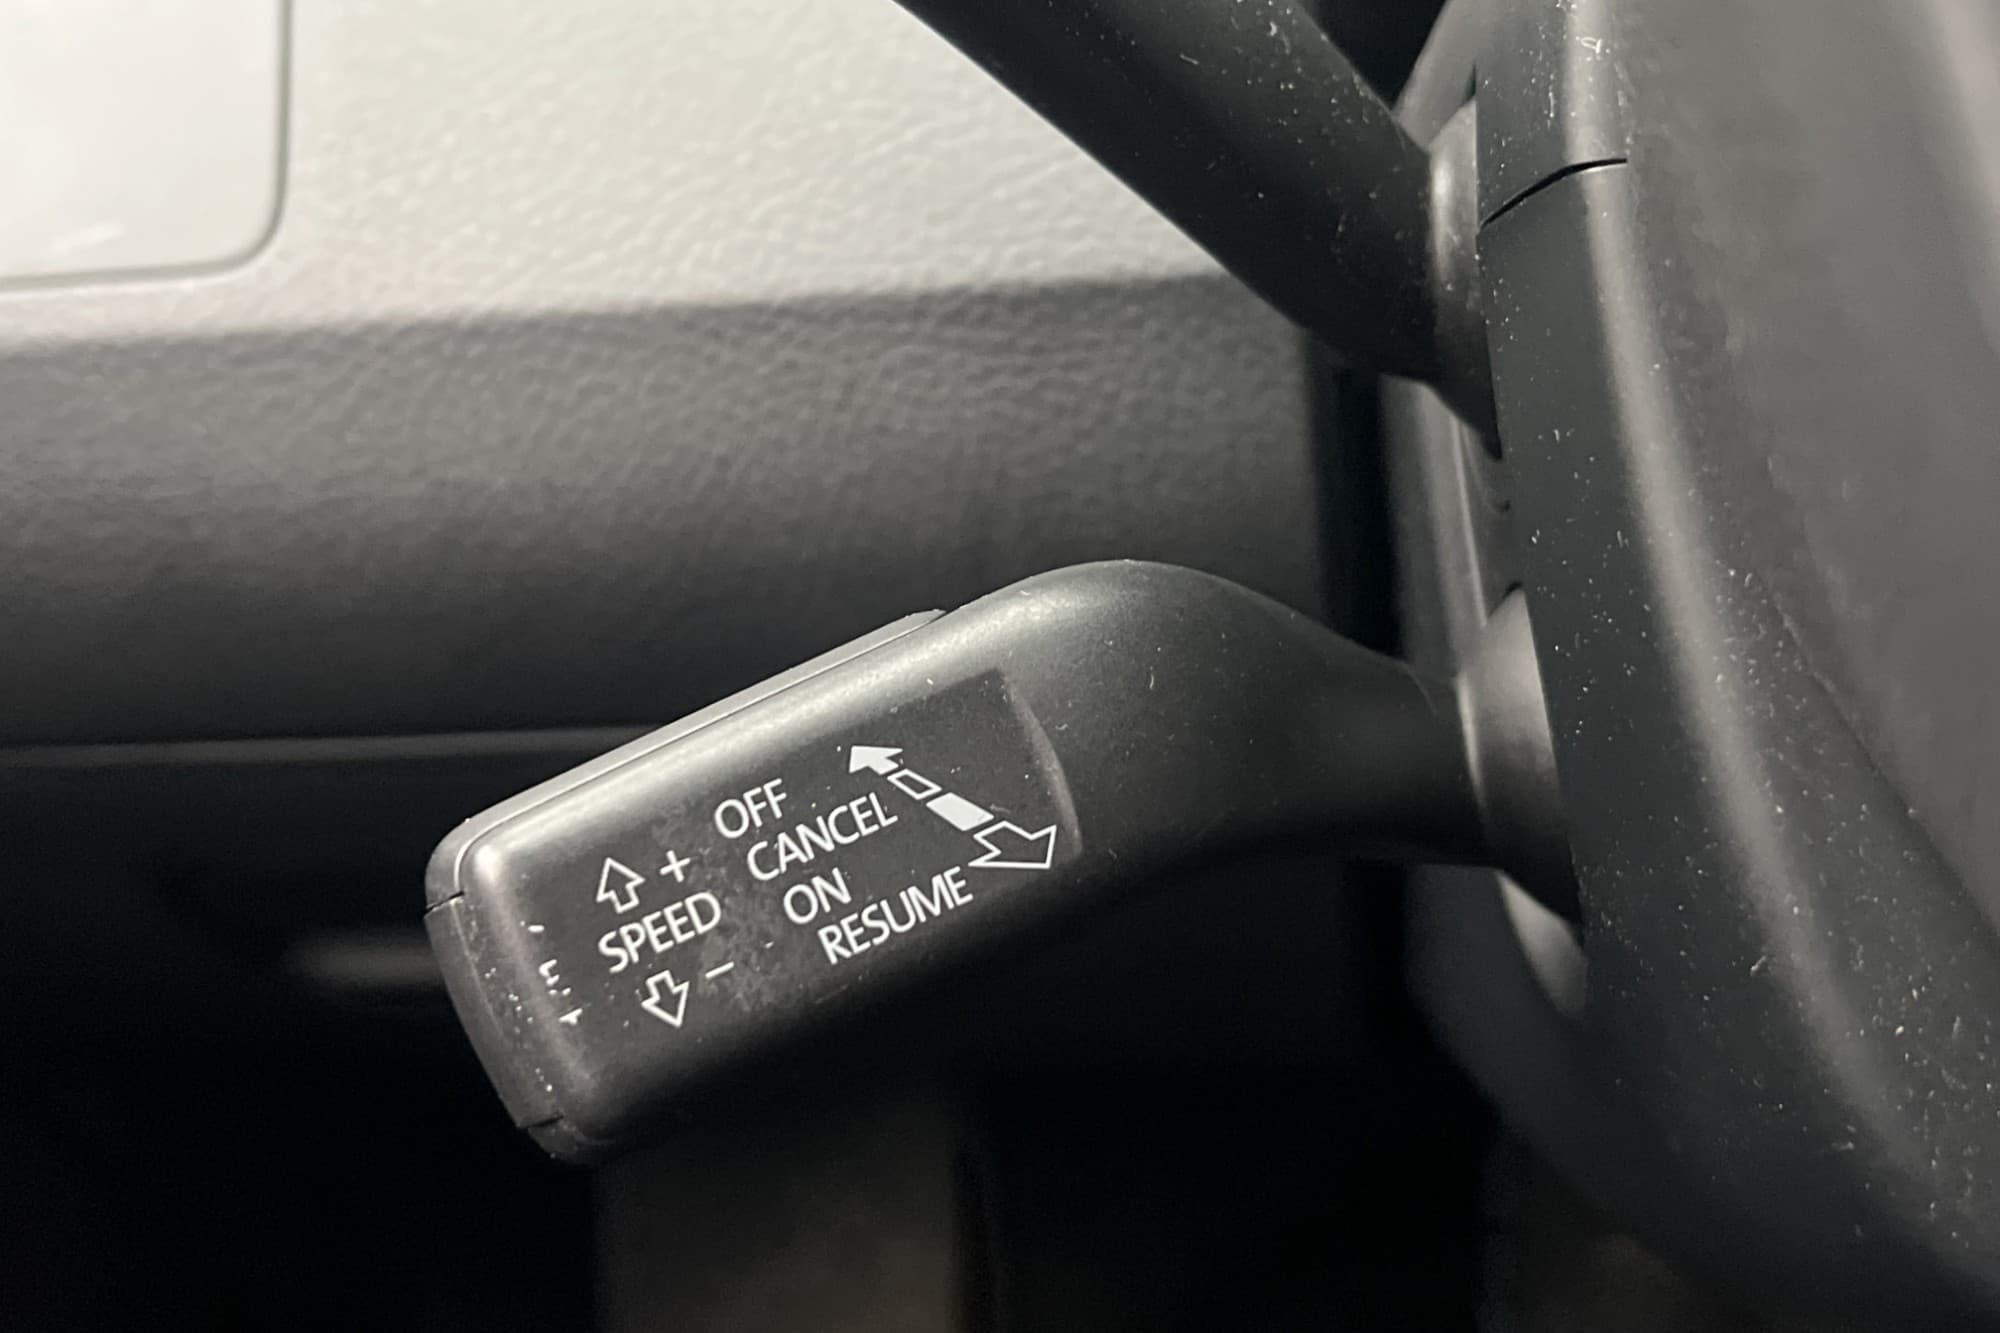 OFF
CANCEL
ON
RESUME
+
SPEED
-